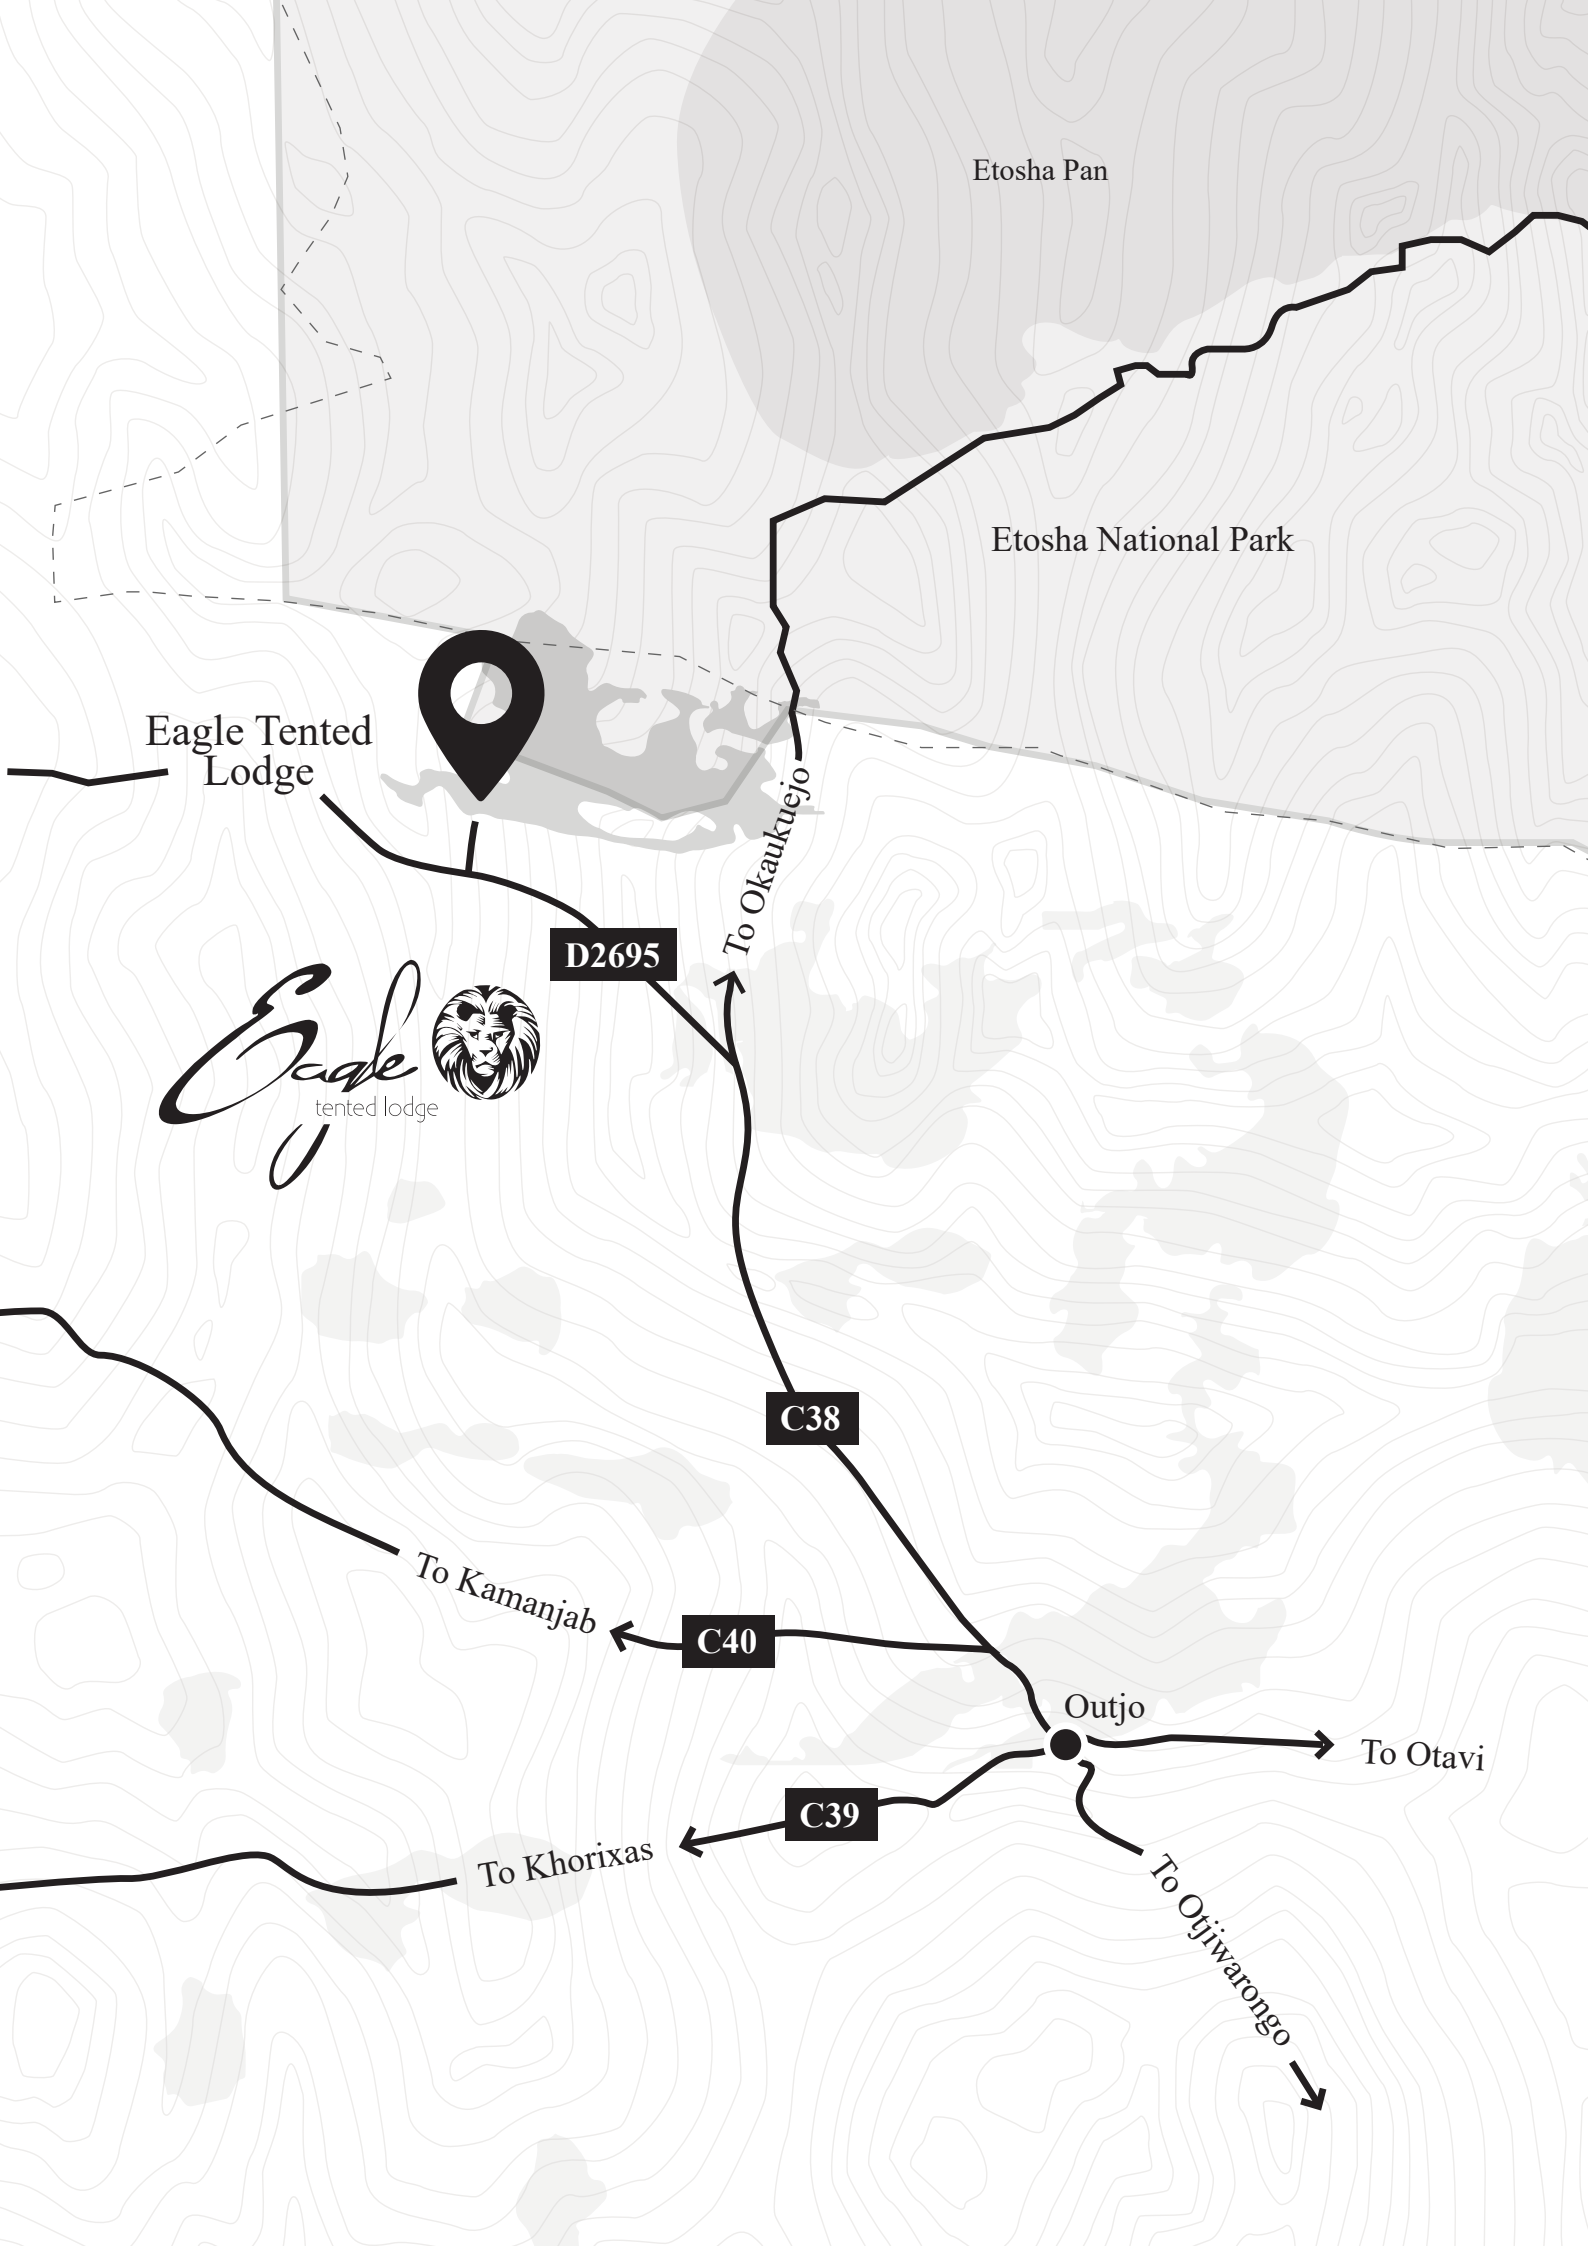 Etosha Pan
Etosha National Park
Eagle Tented
Lodge
To Okaukuejo
D2695
Eagle
tented lodge
C38
To Kamanjab
C40
Outjo
To Otavi
C39
To Khorixas
To Otjiwarongo